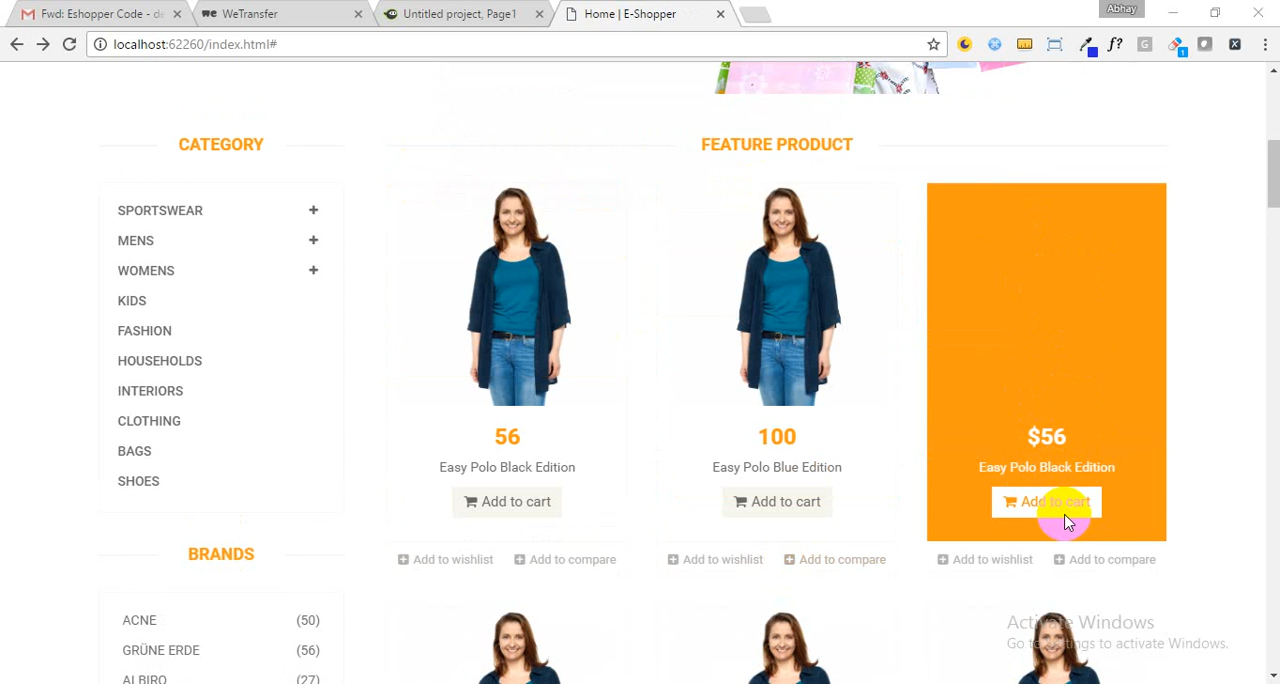 Fwd: Eshopper Code - de
WeTransfer
Untitled project, Page1
Home | E-Shopper
Abhay
localhost:62260/index.html#
f?
G
1
CATEGORY
FEATURE PRODUCT
SPORTSWEAR +
MENS +
WOMENS +
KIDS
FASHION
HOUSEHOLDS
INTERIORS
CLOTHING
BAGS
SHOES
56
Easy Polo Black Edition
Add to cart
Add to wishlist
Add to compare
100
Easy Polo Blue Edition
Add to cart
Add to wishlist
Add to compare
$56
Easy Polo Black Edition
Add to cart
Add to wishlist
Add to compare
BRANDS
ACNE (50)
GRÜNE ERDE (56)
ALBIRO (27)
Activate Windows
Go to Settings to activate Windows.